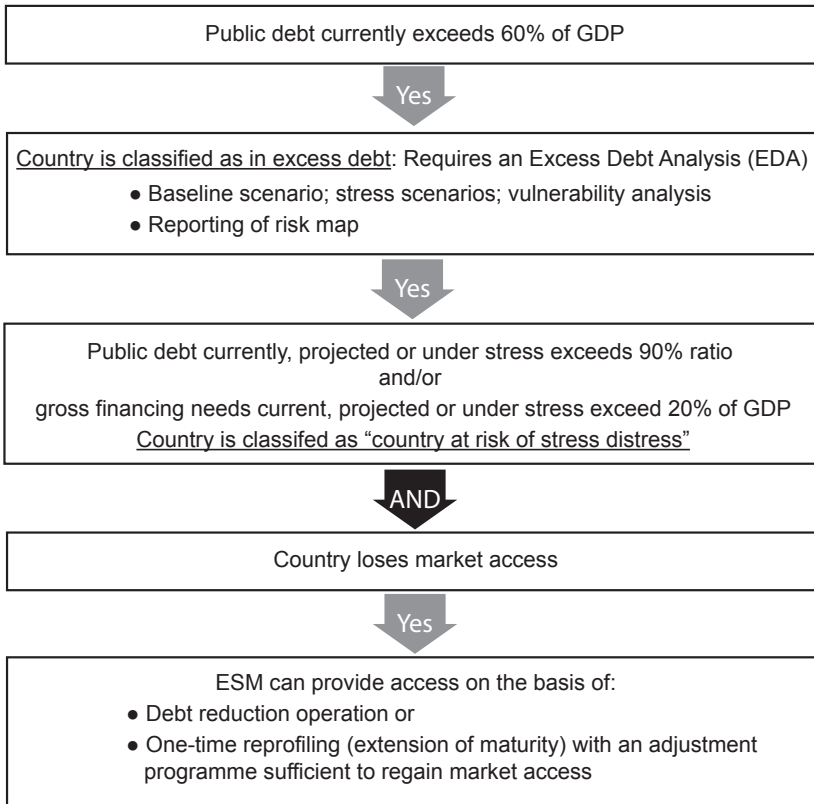 Public debt currently exceeds 60% of GDP
Yes
Country is classified as in excess debt: Requires an Excess Debt Analysis (EDA)
● Baseline scenario; stress scenarios; vulnerability analysis
● Reporting of risk map
Yes
Public debt currently, projected or under stress exceeds 90% ratio
and/or
gross financing needs current, projected or under stress exceed 20% of GDP
Country is classifed as “country at risk of stress distress”
AND
Country loses market access
Yes
ESM can provide access on the basis of:
● Debt reduction operation or
● One-time reprofiling (extension of maturity) with an adjustment
programme sufficient to regain market access